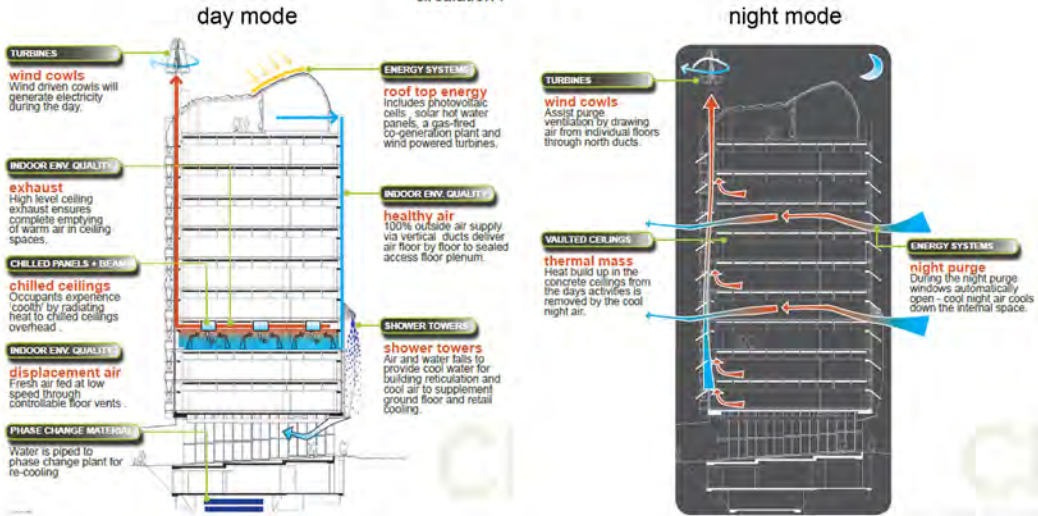 day mode
night mode
TURBINES
wind cowls
Wind driven cowls will
generate electricity
during the day.
INDOOR ENV. QUALITY
exhaust
High level ceiling
exhaust ensures
complete emptying
of warm air in ceiling
spaces.
CHILLED PANELS + BEAM
chilled ceilings
Occupants experience
'coolth' by radiating
heat to chilled ceilings
overhead .
INDOOR ENV. QUALITY
displacement air
Fresh air fed at low
speed through
controllable floor vents .
PHASE CHANGE MATERIAL
Water is piped to
phase change plant for
re-cooling
ENERGY SYSTEMS
roof top energy
Includes photovoltaic
cells , solar hot water
panels, a gas-fired
co-generation plant and
wind powered turbines.
INDOOR ENV. QUALITY
healthy air
100% outside air supply
via vertical ducts deliver
air floor by floor to sealed
access floor plenum.
SHOWER TOWERS
shower towers
Air and water falls to
provide cool water for
building reticulation and
cool air to supplement
ground floor and retail
cooling.
TURBINES
wind cowls
Assist purge
ventilation by drawing
air from individual floors
through north ducts.
VAULTED CEILINGS
thermal mass
Heat build up in the
concrete ceilings from
the days activities is
removed by the cool
night air.
ENERGY SYSTEMS
night purge
During the night purge
windows automatically
open - cool night air cools
down the internal space.